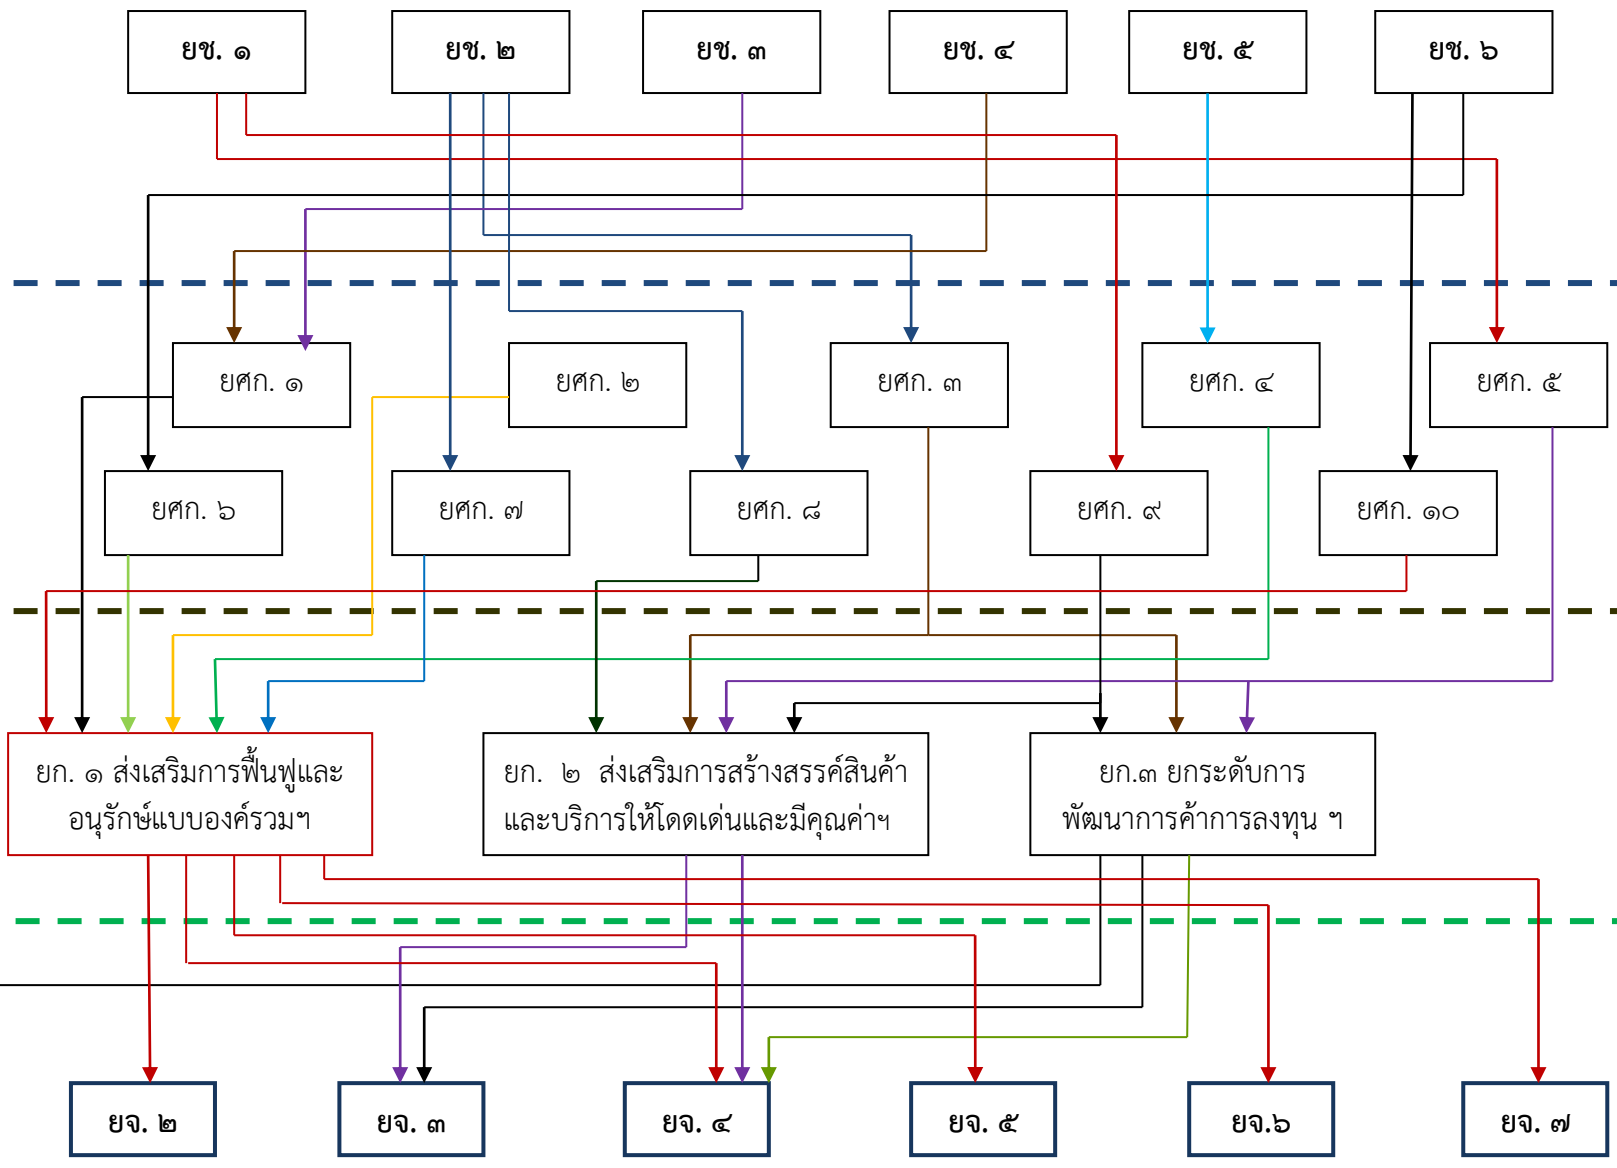 ยช. ๑
ยช. ๒
ยช. ๓
ยช. ๔
ยช. ๕
ยช. ๖
ยศก. ๑
ยศก. ๒
ยศก. ๓
ยศก. ๔
ยศก. ๕
ยศก. ๖
ยศก. ๗
ยศก. ๘
ยศก. ๙
ยศก. ๑๐
ยก. ๑ ส่งเสริมการฟื้นฟูและ
อนุรักษ์แบบองค์รวมฯ
ยก. ๒ ส่งเสริมการสร้างสรรค์สินค้า
และบริการให้โดดเด่นและมีคุณค่าฯ
ยก.๓ ยกระดับการ
พัฒนาการค้าการลงทุน ฯ
ยจ. ๒
ยจ. ๓
ยจ. ๔
ยจ. ๕
ยจ.๖
ยจ. ๗